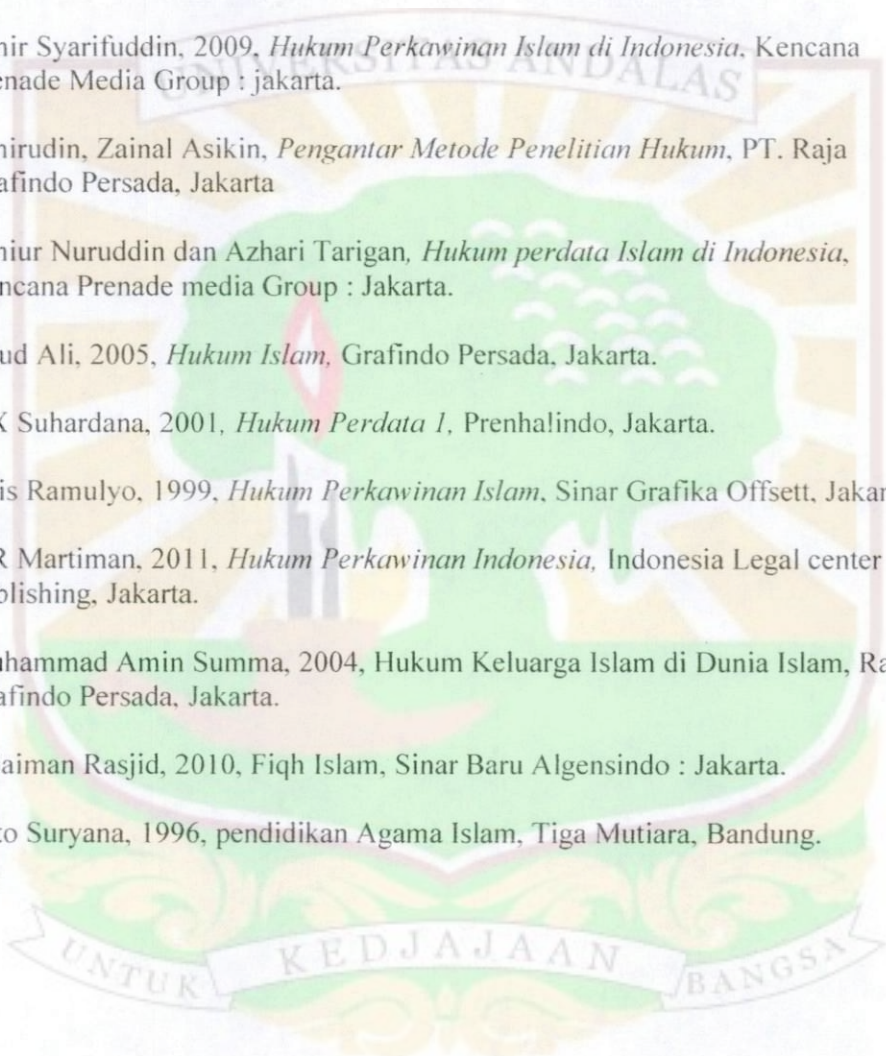 hir Syarifuddin, 2009, Hukum Perkawinan Islam di Indonesia, Kencana
enade Media Group : jakarta.
UNIVERSITAS ANDALAS
hirudin, Zainal Asikin, Pengantar Metode Penelitian Hukum, PT. Raja
afindo Persada, Jakarta
niur Nuruddin dan Azhari Tarigan, Hukum perdata Islam di Indonesia,
ncana Prenade media Group : Jakarta.
ud Ali, 2005, Hukum Islam, Grafindo Persada, Jakarta.
X Suhardana, 2001, Hukum Perdata 1, Prenhalindo, Jakarta.
is Ramulyo, 1999, Hukum Perkawinan Islam, Sinar Grafika Offsett, Jakar
R Martiman, 2011, Hukum Perkawinan Indonesia, Indonesia Legal center
blishing, Jakarta.
uhammad Amin Summa, 2004, Hukum Keluarga Islam di Dunia Islam, Ra
afindo Persada, Jakarta.
aiman Rasjid, 2010, Fiqh Islam, Sinar Baru Algensindo : Jakarta.
to Suryana, 1996, pendidikan Agama Islam, Tiga Mutiara, Bandung.
UNTUK KEDJAJAAN BANGSA